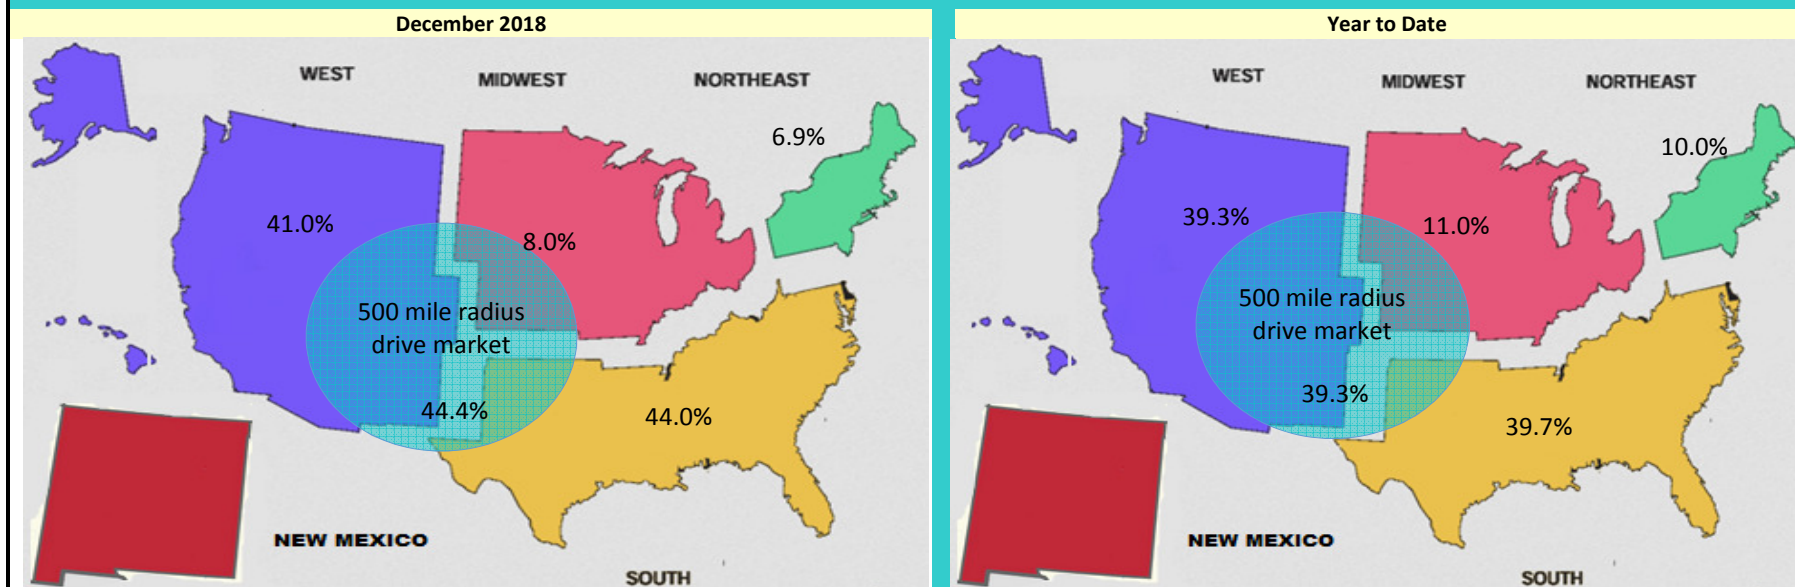 December 2018
WEST
MIDWEST
NORTHEAST
6.9%
41.0%
8.0%
500 mile radius
drive market
44.4%
44.0%
NEW MEXICO
SOUTH
Year to Date
WEST
MIDWEST
NORTHEAST
10.0%
39.3%
11.0%
500 mile radius
drive market
39.3%
39.7%
NEW MEXICO
SOUTH